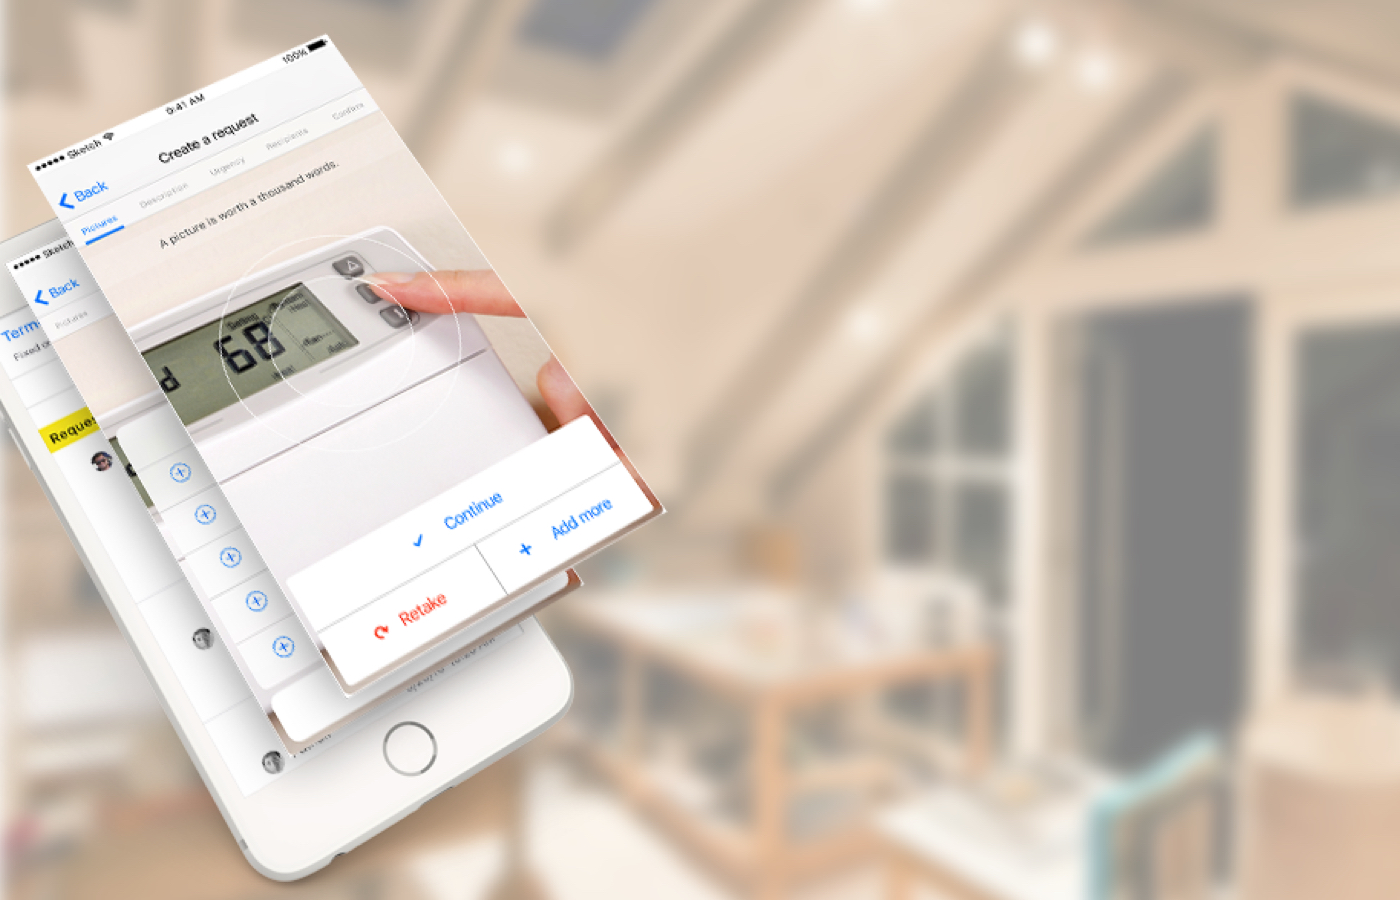 Sketch
9:41 AM
100%
Back
Create a request
Pictures
Description
Urgency
Recipients
Confirm
A picture is worth a thousand words.
Setting
68
Continue
Retake
Add more
Sketch
Back
Pictures
Term
Fixed
Reques